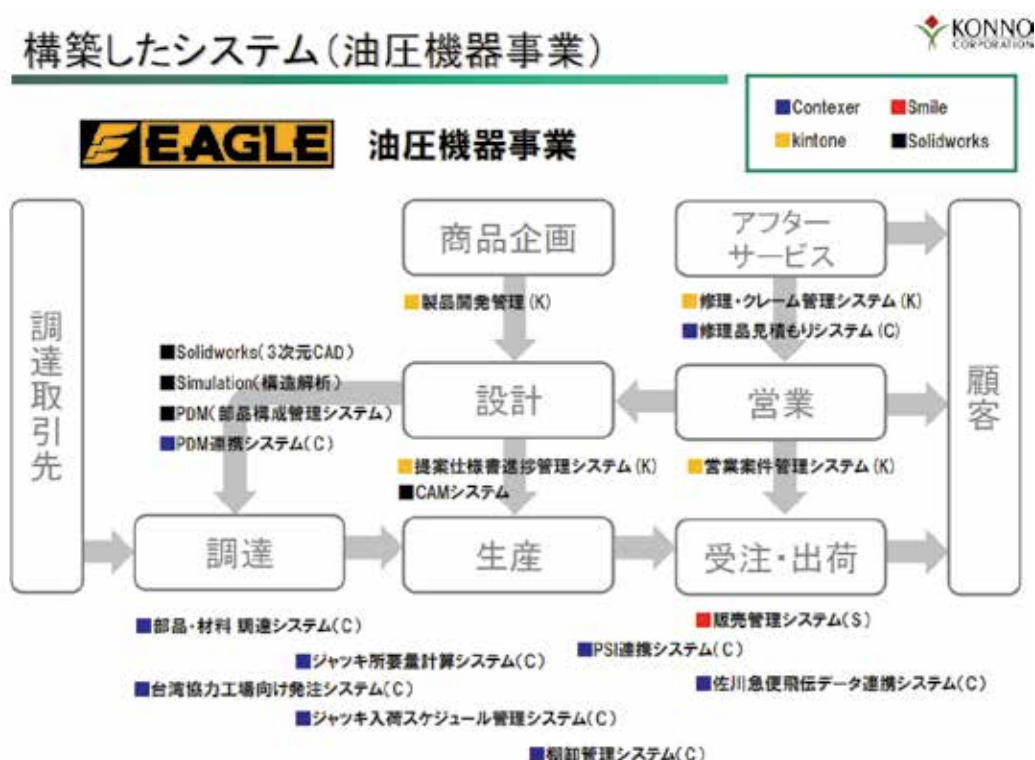 構築したシステム(油圧機器事業)
KONNO
CORPORATION
■Contexer ■Smile
■kintone ■Solidworks
EAGLE 油圧機器事業
調達取引先
商品企画
アフター
サービス
顧客
■製品開発管理(K)
■修理・クレーム管理システム(K)
■修理品見積もりシステム(C)
■Solidworks(3次元CAD)
■Simulation(構造解析)
■PDM(部品構成管理システム)
■PDM連携システム(C)
設計
営業
■提案仕様書進捗管理システム(K)
■CAMシステム
■営業案件管理システム(K)
調達
生産
受注・出荷
■部品・材料 調達システム(C)
■販売管理システム(S)
■ジャッキ所要量計算システム(C)
■PSI連携システム(C)
■台湾協力工場向け発注システム(C)
■佐川急便飛伝データ連携システム(C)
■ジャッキ入荷スケジュール管理システム(C)
■棚卸管理システム(C)